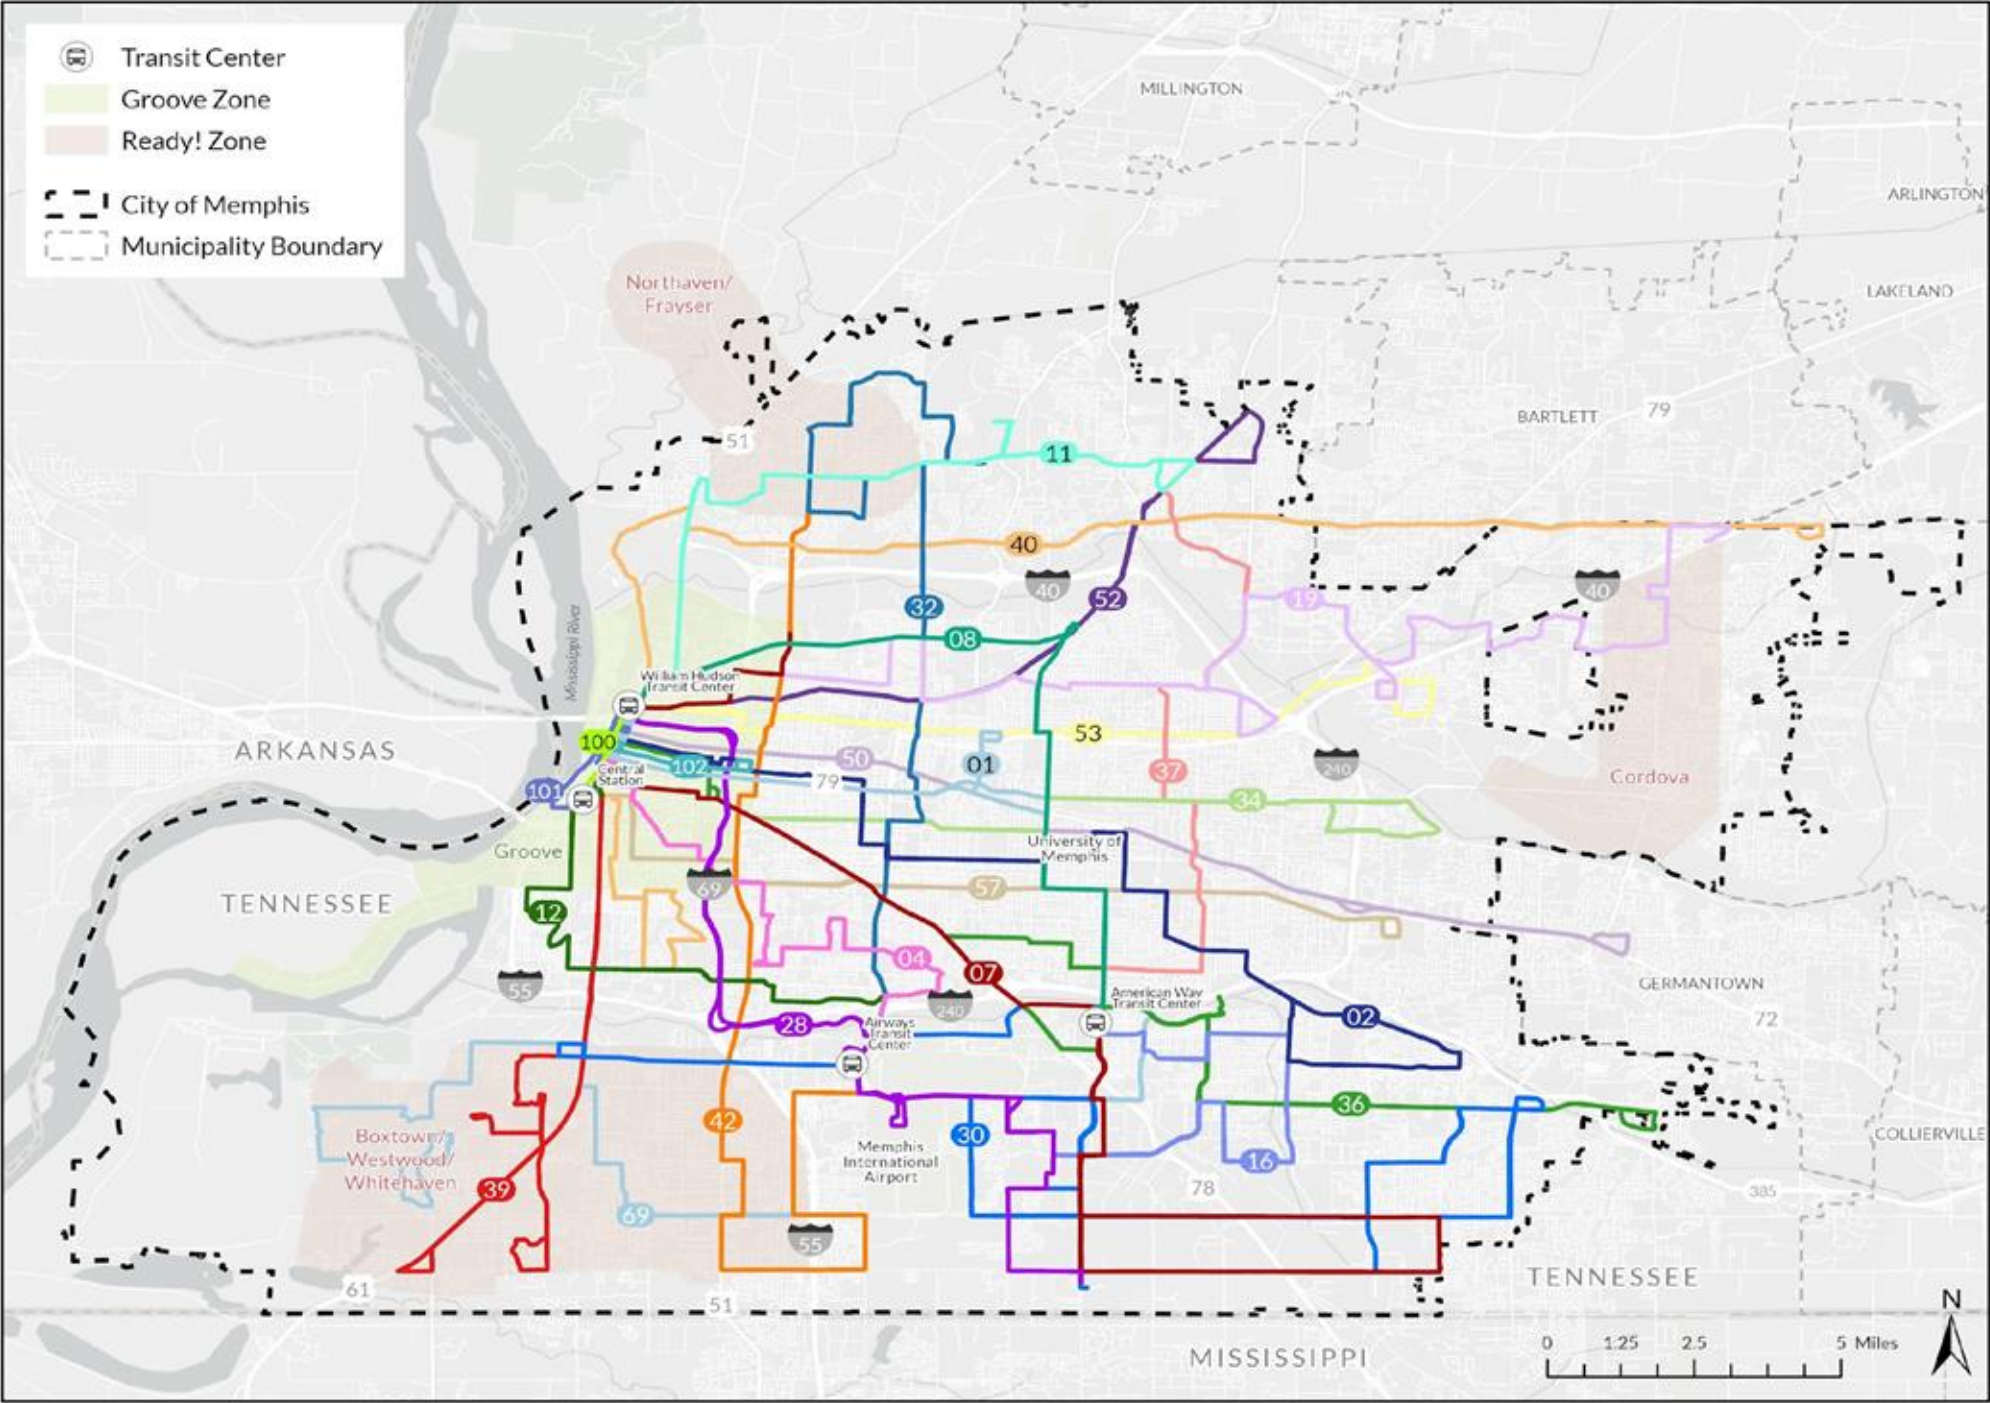 Transit Center
Groove Zone
Ready! Zone
City of Memphis
Municipality Boundary
MILLINGTON
ARLINGTON
LAKELAND
Northaven/
Frayser
BARTLETT
79
51
11
40
40
40
52
19
32
08
Mississippi River
William Hudson
Transit Center
ARKANSAS
100
53
50
102
01
Central
Station
79
101
37
240
34
Cordova
Groove
University of
Memphis
69
57
TENNESSEE
12
04
07
55
240
American Way
Transit Center
GERMANTOWN
72
28
Airways
Transit
Center
02
42
36
30
Boxtown/
Westwood/
Whitehaven
Memphis
International
Airport
COLLIERVILLE
16
39
78
385
69
55
61
51
TENNESSEE
MISSISSIPPI
N
0 1.25 2.5 5 Miles